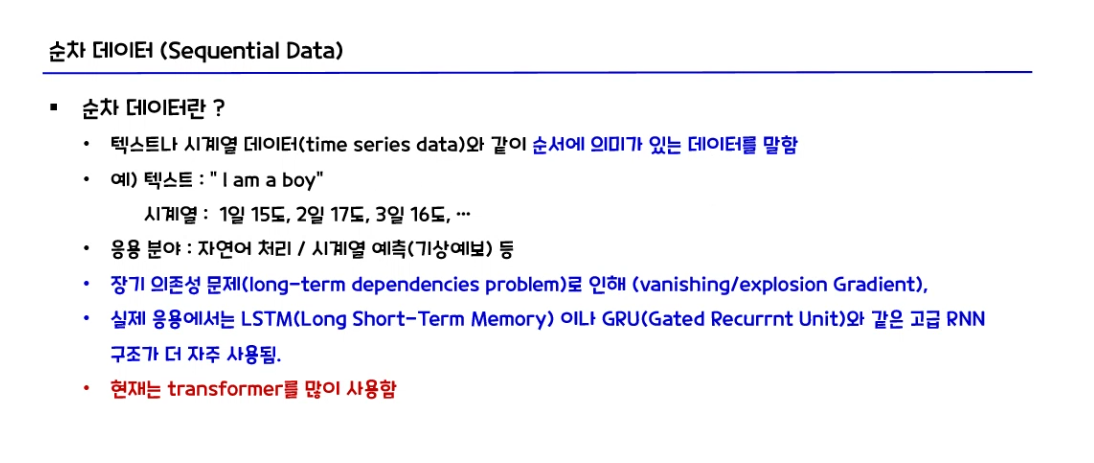 순차 데이터 (Sequential Data)
▪ 순차 데이터란 ?
• 텍스트나 시계열 데이터(time series data)와 같이 순서에 의미가 있는 데이터를 말함
• 예) 텍스트 : " I am a boy"
시계열 : 1일 15도, 2일 17도, 3일 16도, …
• 응용 분야 : 자연어 처리 / 시계열 예측(기상예보) 등
• 장기 의존성 문제(long-term dependencies problem)로 인해 (vanishing/explosion Gradient),
• 실제 응용에서는 LSTM(Long Short-Term Memory) 이나 GRU(Gated Recurrnt Unit)와 같은 고급 RNN
구조가 더 자주 사용됨.
• 현재는 transformer를 많이 사용함